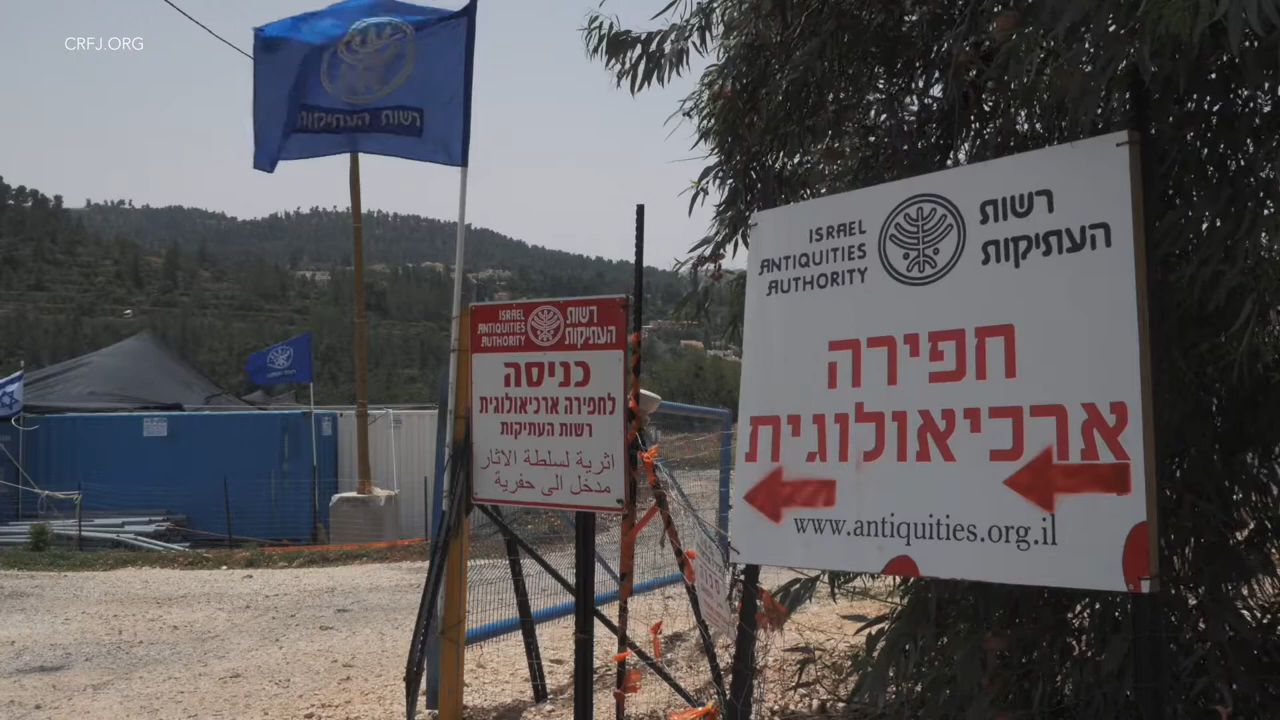 CRFJ.ORG
רשות העתיקות
ISRAEL
ANTIQUITIES
AUTHORITY
רשות
העתיקות
כניסה
לחפירה ארכיאולוגית
רשות העתיקות
اثرية لسلطة الاثار
مدخل الى حفرية
ISRAEL
ANTIQUITIES
AUTHORITY
רשות
העתיקות
חפירה
ארכיאולוגית
www.antiquities.org.il